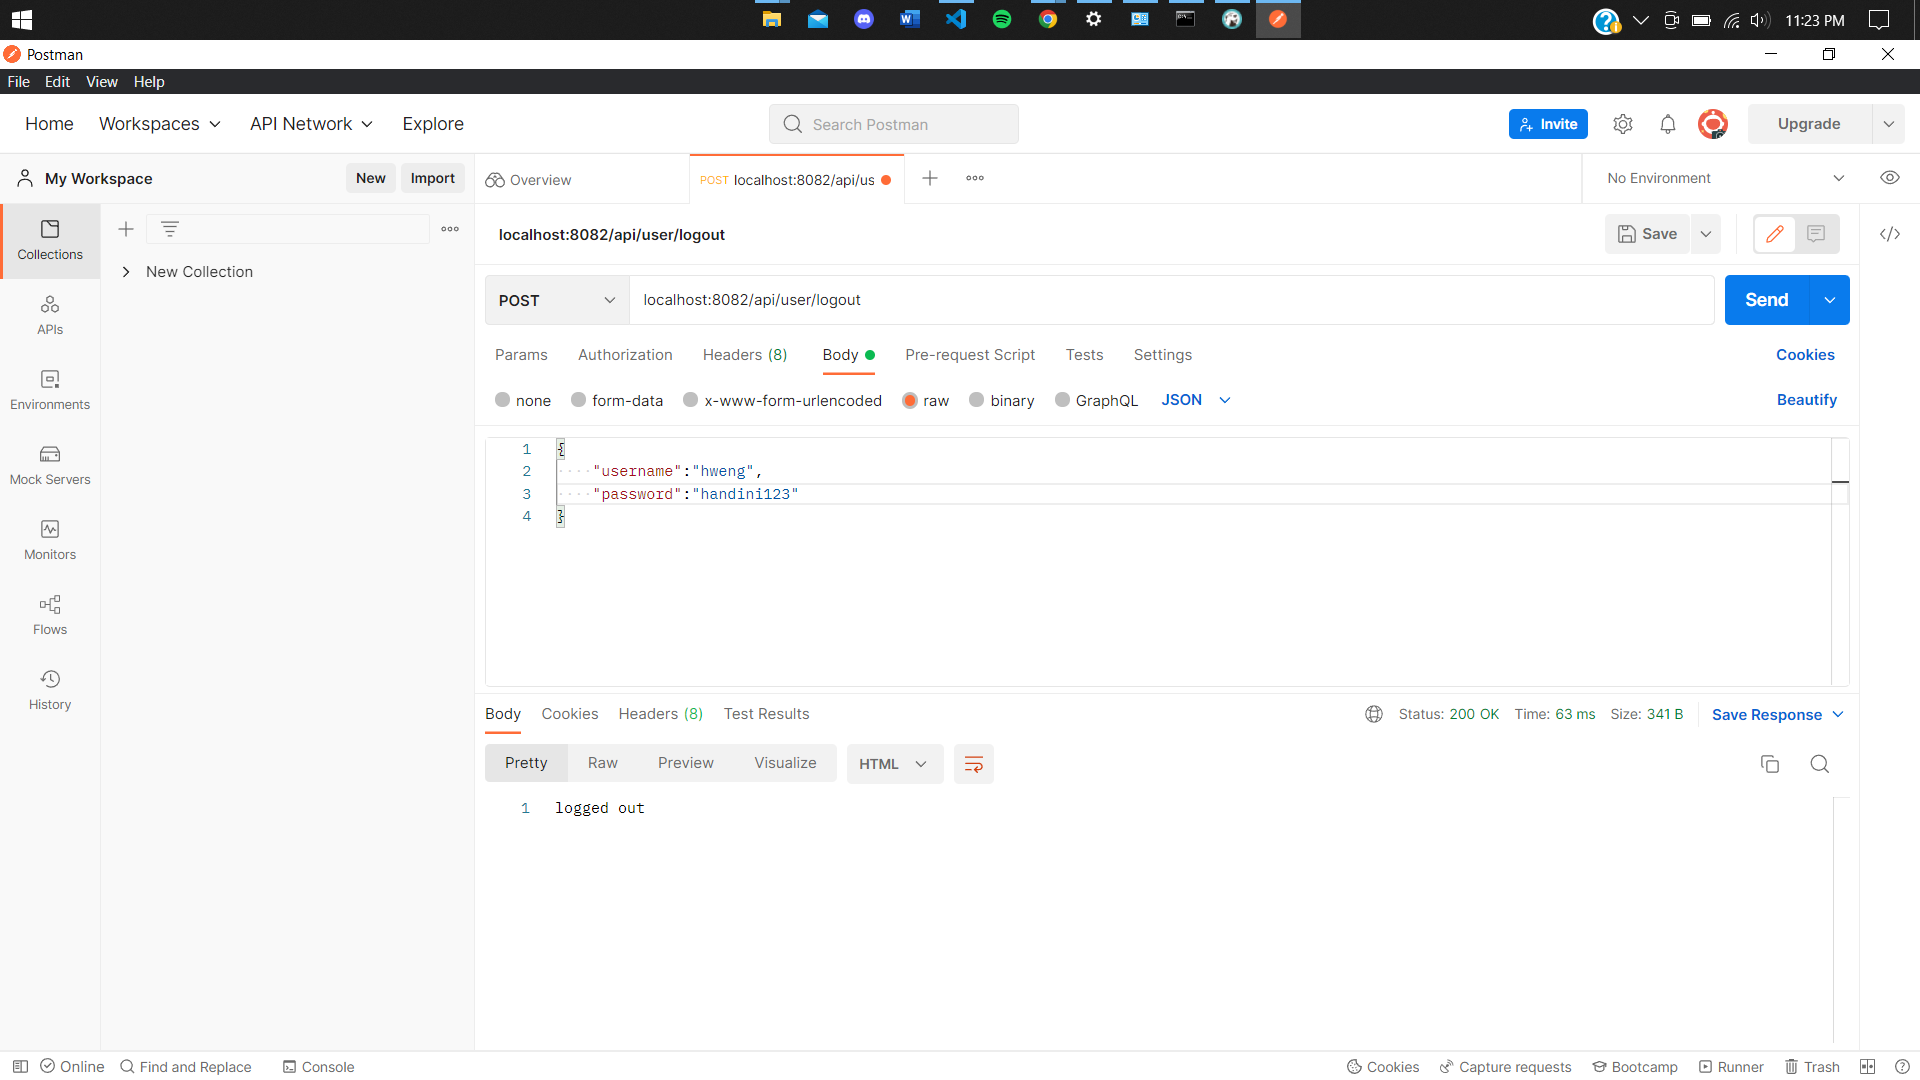 11:23 PM
Postman
File Edit View Help
Home Workspaces API Network Explore
Search Postman
Invite
Upgrade
My Workspace
New Import
Overview
POST localhost:8082/api/us
No Environment
localhost:8082/api/user/logout
Save
Collections
New Collection
POST localhost:8082/api/user/logout
Send
Params Authorization Headers (8) Body Pre-request Script Tests Settings Cookies
none form-data x-www-form-urlencoded raw binary GraphQL JSON Beautify
APIs
Environments
Mock Servers
Monitors
Flows
History
1 {
2 "username":"hweng",
3 "password":"handini123"
4 }
Body Cookies Headers (8) Test Results
Status: 200 OK Time: 63 ms Size: 341 B Save Response
Pretty Raw Preview Visualize HTML
1 logged out
Online Find and Replace Console
Cookies Capture requests Bootcamp Runner Trash